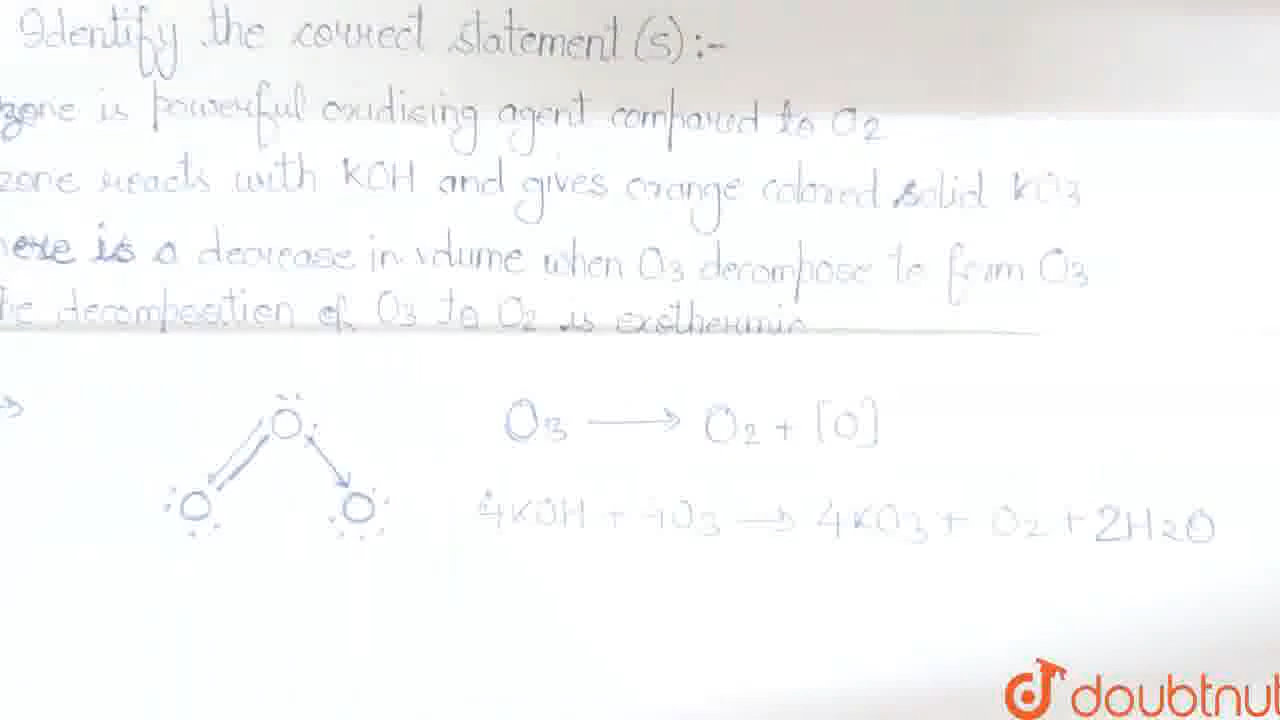 Identify the correct statement (s) :-
zone is powerful oxidising agent compared to O2
zone reacts with KOH and gives orange colored solid KO3
here is a decrease in volume when O3 decompose to form O3
he decomposition of O3 to O2 is exothermic
→
O3 → O2 + [O]
4KOH + 4O3 → 4KO3 + O2 + 2H2O
doubtnut